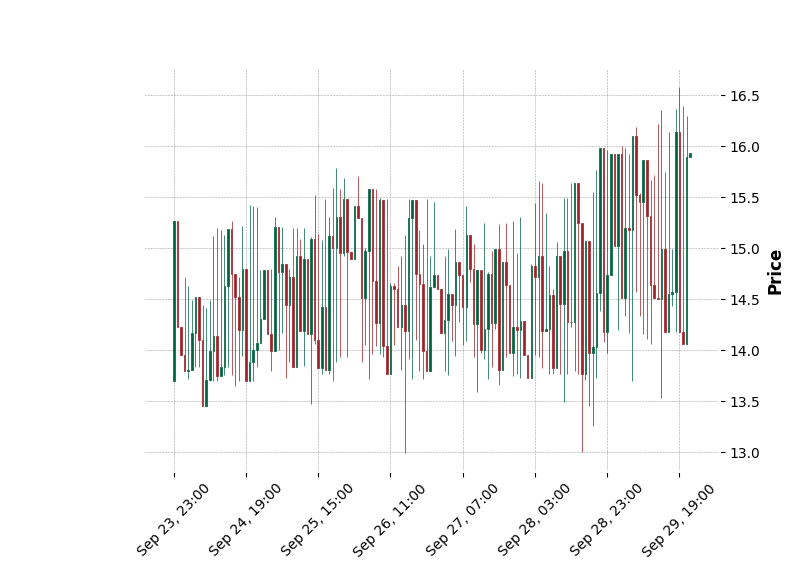 16.5
16.0
15.5
15.0
14.5
14.0
13.5
13.0
Price
Sep 23, 23:00
Sep 24, 19:00
Sep 25, 15:00
Sep 26, 11:00
Sep 27, 07:00
Sep 28, 03:00
Sep 28, 23:00
Sep 29, 19:00